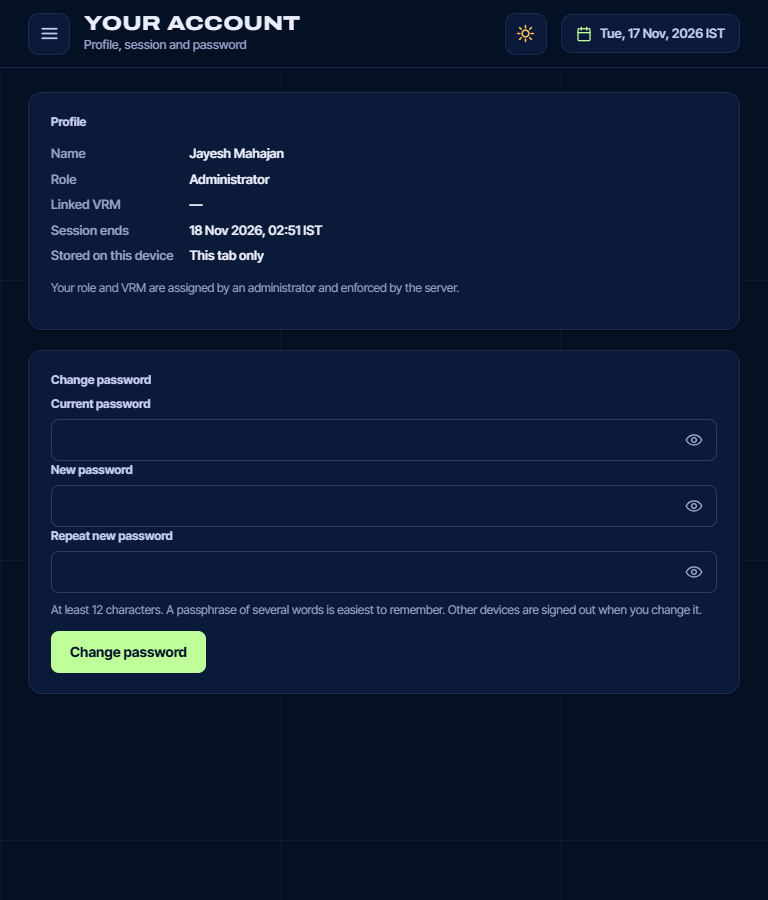 YOUR ACCOUNT
Profile, session and password
Tue, 17 Nov, 2026 IST
Profile
Name Jayesh Mahajan
Role Administrator
Linked VRM —
Session ends 18 Nov 2026, 02:51 IST
Stored on this device This tab only
Your role and VRM are assigned by an administrator and enforced by the server.
Change password
Current password
New password
Repeat new password
At least 12 characters. A passphrase of several words is easiest to remember. Other devices are signed out when you change it.
Change password